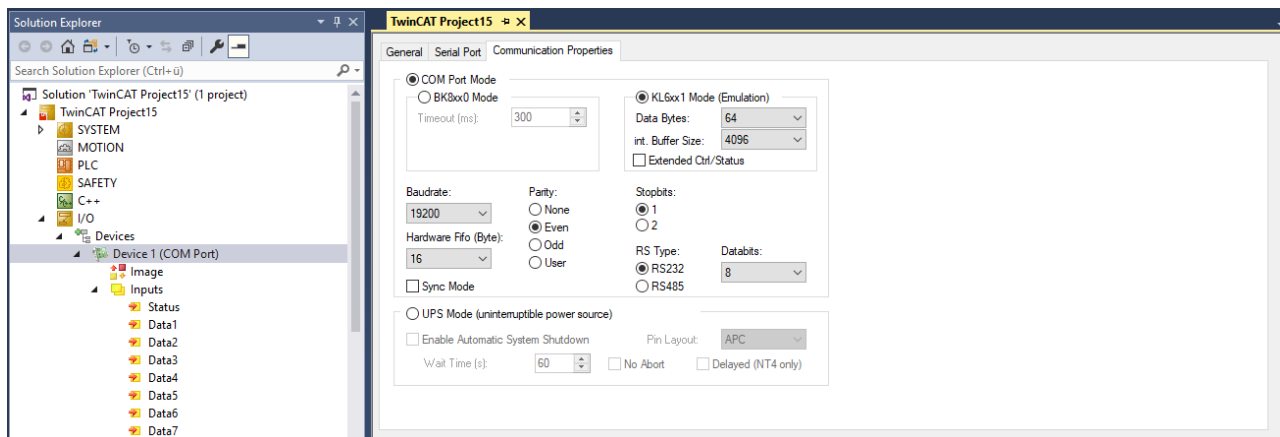 Solution Explorer
Search Solution Explorer (Ctrl+ü)
Solution 'TwinCAT Project15' (1 project)
TwinCAT Project15
SYSTEM
MOTION
PLC
SAFETY
C++
I/O
Devices
Device 1 (COM Port)
Image
Inputs
Status
Data1
Data2
Data3
Data4
Data5
Data6
Data7
TwinCAT Project15
General Serial Port Communication Properties
COM Port Mode
BK8xx0 Mode
Timeout (ms): 300
KL6xx1 Mode (Emulation)
Data Bytes: 64
int. Buffer Size: 4096
Extended Ctrl/Status
Baudrate:
19200
Hardware Fifo (Byte):
16
Sync Mode
Parity:
None
Even
Odd
User
Stopbits:
1
2
RS Type:
RS232
RS485
Databits:
8
UPS Mode (uninterruptible power source)
Enable Automatic System Shutdown Pin Layout: APC
Wait Time (s): 60 No Abort Delayed (NT4 only)